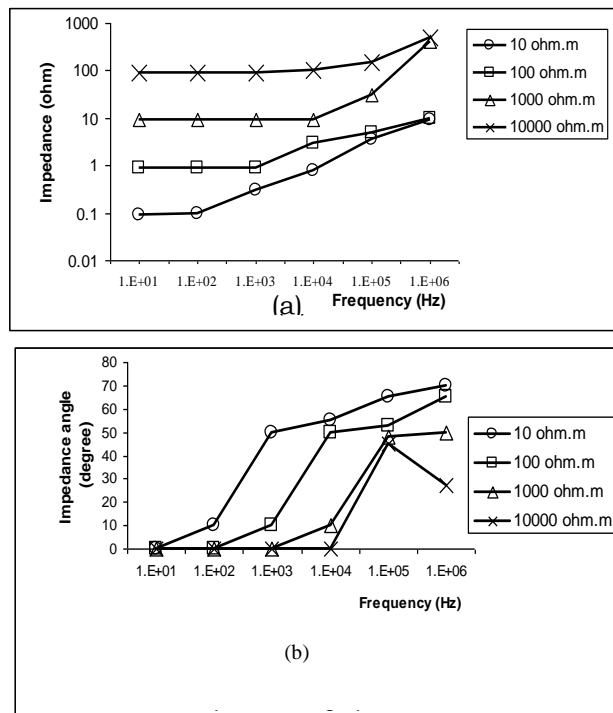 1000
100
10
1
0.1
0.01
Impedance (ohm)
1.E+01 1.E+02 1.E+03 1.E+04 1.E+05 1.E+06
(a)
Frequency (Hz)
10 ohm.m
100 ohm.m
1000 ohm.m
10000 ohm.m
80
70
60
50
40
30
20
10
0
Impedance angle
(degree)
1.E+01 1.E+02 1.E+03 1.E+04 1.E+05 1.E+06
Frequency (Hz)
10 ohm.m
100 ohm.m
1000 ohm.m
10000 ohm.m
(b)